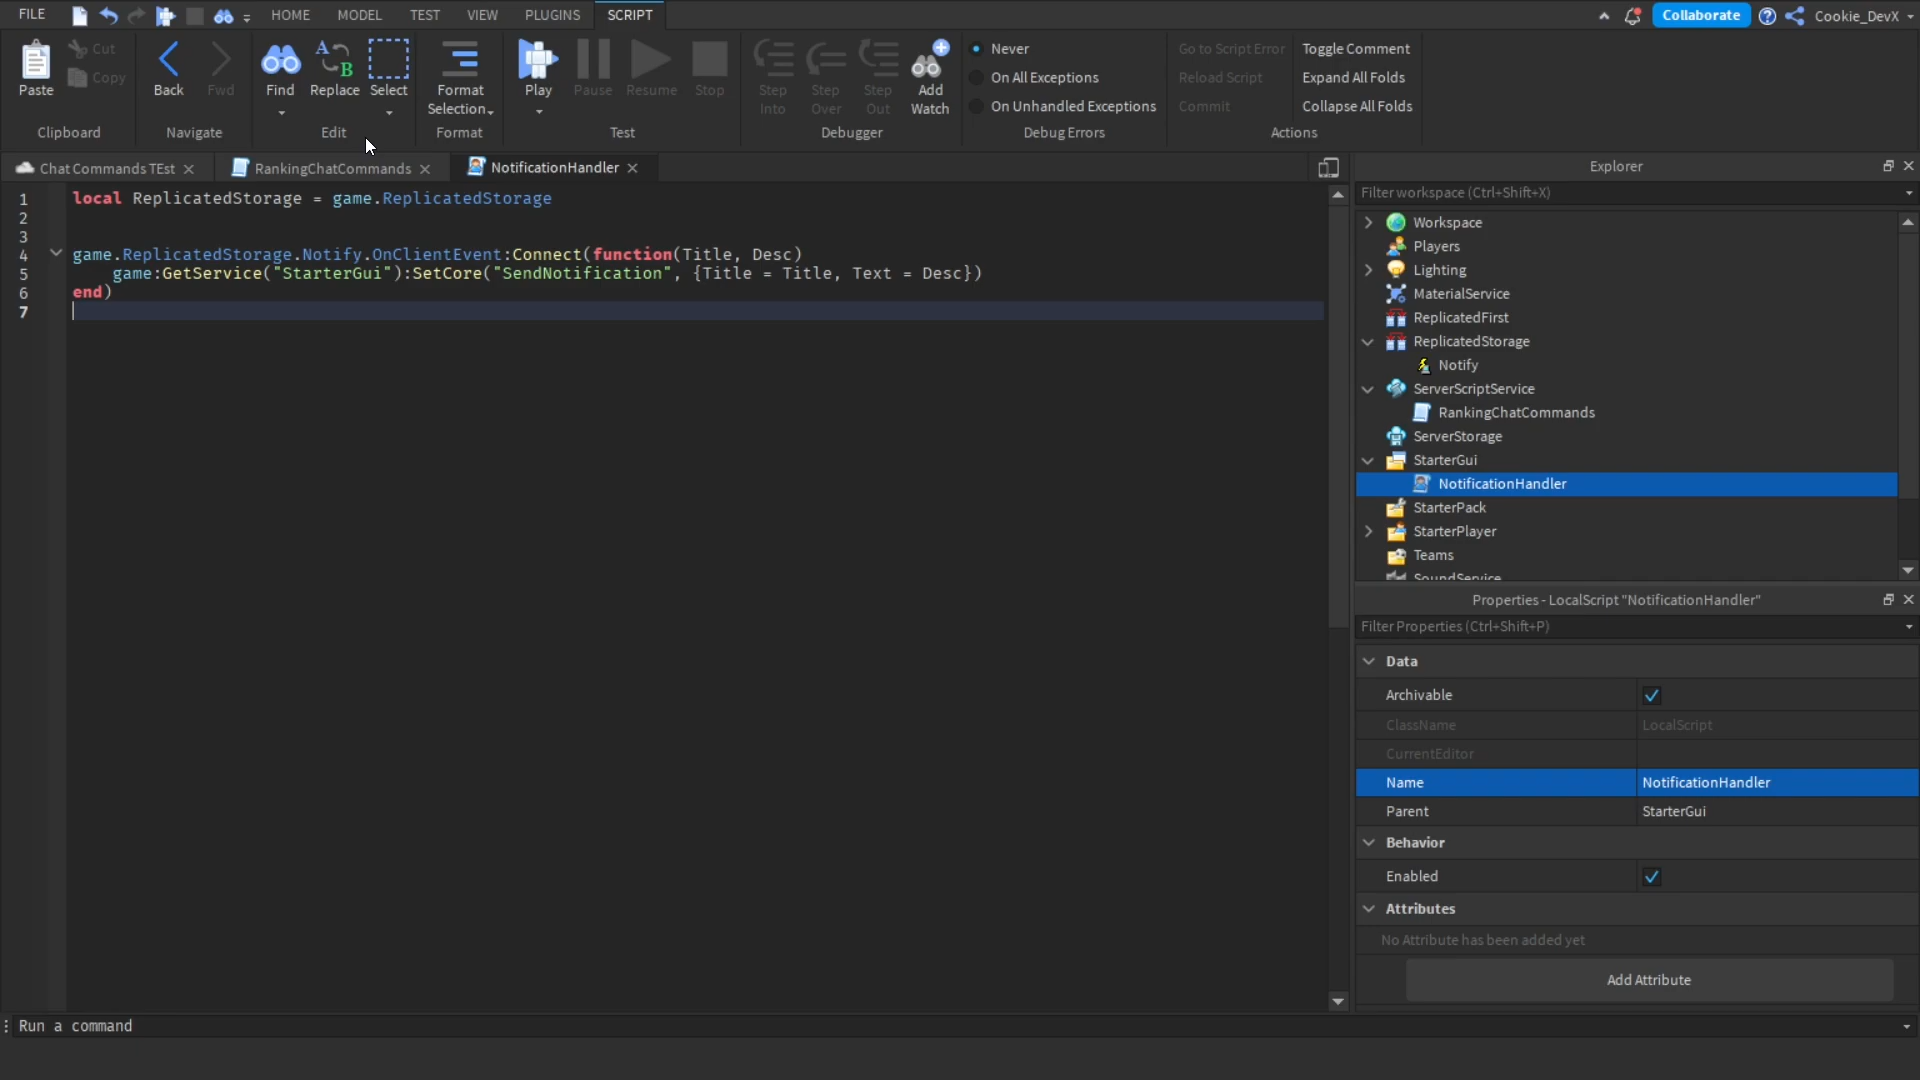 FILE HOME MODEL TEST VIEW PLUGINS SCRIPT Collaborate Cookie_DevX
Paste
Cut
Copy
Clipboard
Back
Fwd
Navigate
Find
Replace
Select
Edit
Format
Selection
Format
Play
Pause
Resume
Stop
Test
Step
Into
Step
Over
Step
Out
Add
Watch
Debugger
Never
On All Exceptions
On Unhandled Exceptions
Debug Errors
Go to Script Error
Reload Script
Commit
Toggle Comment
Expand All Folds
Collapse All Folds
Actions
Chat Commands TEst RankingChatCommands NotificationHandler
1 local ReplicatedStorage = game.ReplicatedStorage
2
3
4 game.ReplicatedStorage.Notify.OnClientEvent:Connect(function(Title, Desc)
5 game:GetService("StarterGui"):SetCore("SendNotification", {Title = Title, Text = Desc})
6 end)
7
Explorer
Filter workspace (Ctrl+Shift+X)
Workspace
Players
Lighting
MaterialService
ReplicatedFirst
ReplicatedStorage
Notify
ServerScriptService
RankingChatCommands
ServerStorage
StarterGui
NotificationHandler
StarterPack
StarterPlayer
Teams
SoundService
Properties - LocalScript "NotificationHandler"
Filter Properties (Ctrl+Shift+P)
Data
Archivable
ClassName LocalScript
CurrentEditor
Name NotificationHandler
Parent StarterGui
Behavior
Enabled
Attributes
No Attribute has been added yet
Add Attribute
Run a command